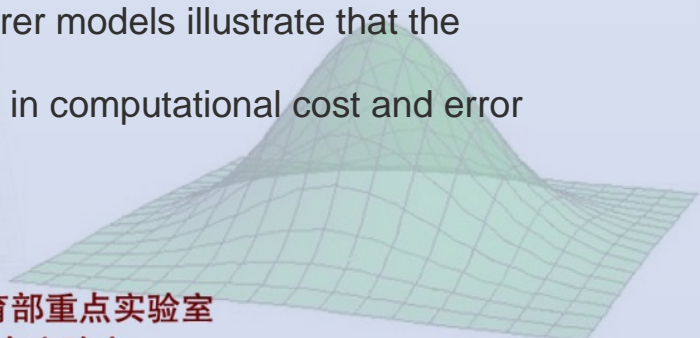 rer models illustrate that the
in computational cost and error
育部重点实验室